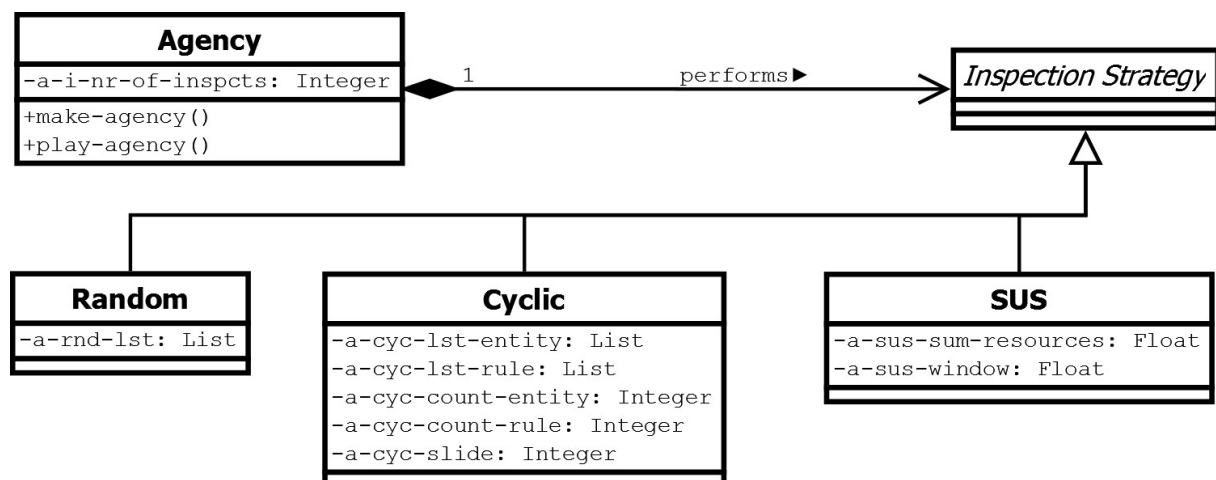 Agency
-a-i-nr-of-inspcts: Integer
+make-agency()
+play-agency()
1
performs▶
Inspection Strategy
Random
-a-rnd-lst: List
Cyclic
-a-cyc-lst-entity: List
-a-cyc-lst-rule: List
-a-cyc-count-entity: Integer
-a-cyc-count-rule: Integer
-a-cyc-slide: Integer
SUS
-a-sus-sum-resources: Float
-a-sus-window: Float